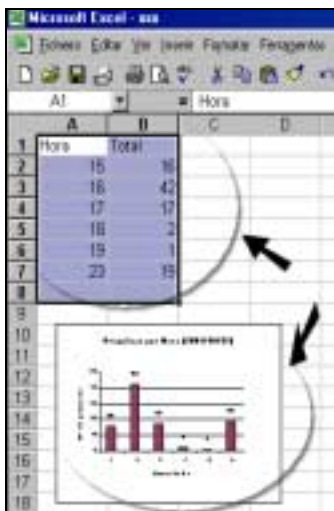 Microsoft Excel - xxx
Ficheiro Editar Ver Inserir Formatar Ferramentas
A1 = Hora
A B C D
1 Hora Total
2 15 16
3 16 42
4 17 17
5 18 2
6 19 1
7 23 19
8
9
10
11
12
13
14
15
16
17
18